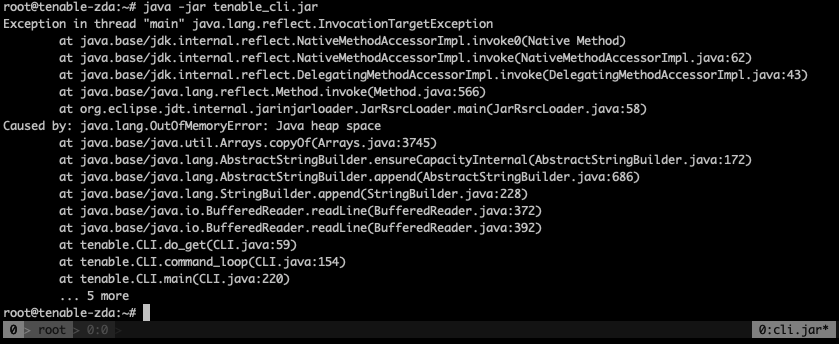 root@tenable-zda:~# java -jar tenable_cli.jar
Exception in thread "main" java.lang.reflect.InvocationTargetException
        at java.base/jdk.internal.reflect.NativeMethodAccessorImpl.invoke0(Native Method)
        at java.base/jdk.internal.reflect.NativeMethodAccessorImpl.invoke(NativeMethodAccessorImpl.java:62)
        at java.base/jdk.internal.reflect.DelegatingMethodAccessorImpl.invoke(DelegatingMethodAccessorImpl.java:43)
        at java.base/java.lang.reflect.Method.invoke(Method.java:566)
        at org.eclipse.jdt.internal.jarinjarloader.JarRsrcLoader.main(JarRsrcLoader.java:58)
Caused by: java.lang.OutOfMemoryError: Java heap space
        at java.base/java.util.Arrays.copyOf(Arrays.java:3745)
        at java.base/java.lang.AbstractStringBuilder.ensureCapacityInternal(AbstractStringBuilder.java:172)
        at java.base/java.lang.AbstractStringBuilder.append(AbstractStringBuilder.java:686)
        at java.base/java.lang.StringBuilder.append(StringBuilder.java:228)
        at java.base/java.io.BufferedReader.readLine(BufferedReader.java:372)
        at java.base/java.io.BufferedReader.readLine(BufferedReader.java:392)
        at tenable.CLI.do_get(CLI.java:59)
        at tenable.CLI.command_loop(CLI.java:154)
        at tenable.CLI.main(CLI.java:220)
        ... 5 more
root@tenable-zda:~#
0 > root > 0:0 > 0:cli.jar*